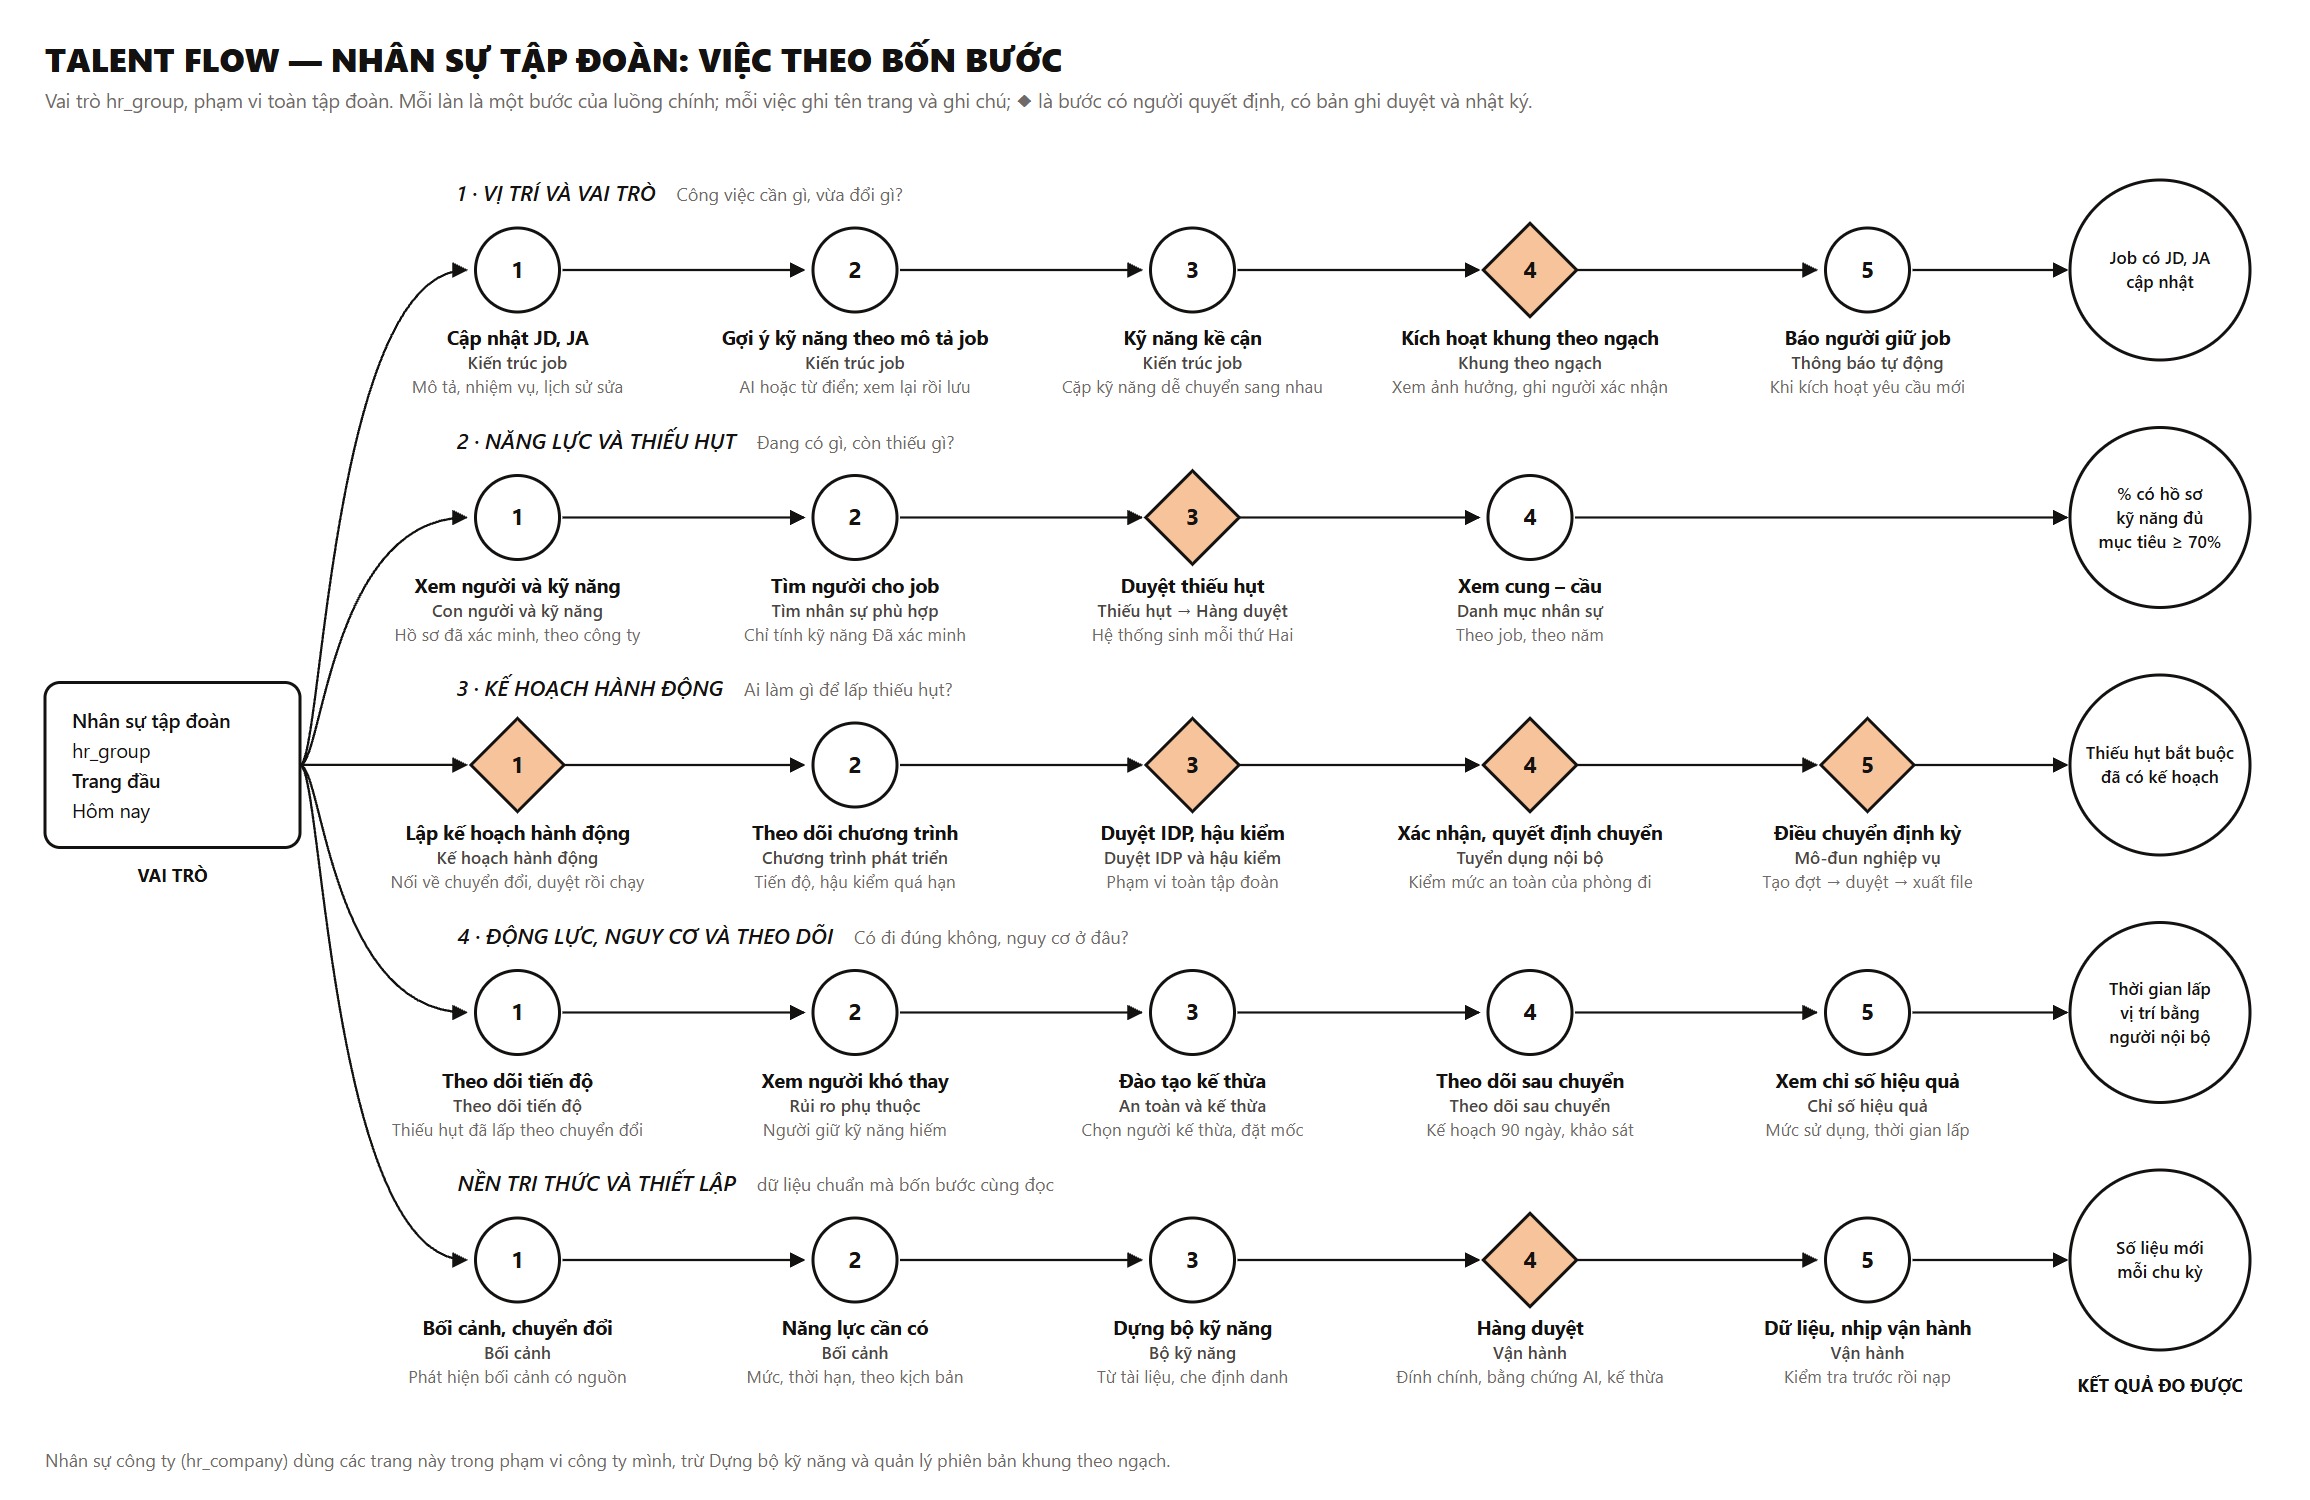 TALENT FLOW — NHÂN SỰ TẬP ĐOÀN: VIỆC THEO BỐN BƯỚC
Vai trò hr_group, phạm vi toàn tập đoàn. Mỗi làn là một bước của luồng chính; mỗi việc ghi tên trang và ghi chú; ◆ là bước có người quyết định, có bản ghi duyệt và nhật ký.
1 · VỊ TRÍ VÀ VAI TRÒ Công việc cần gì, vừa đổi gì?
1 2 3 4 5
Job có JD, JA
cập nhật
Cập nhật JD, JA
Kiến trúc job
Mô tả, nhiệm vụ, lịch sử sửa
Gợi ý kỹ năng theo mô tả job
Kiến trúc job
AI hoặc từ điển; xem lại rồi lưu
Kỹ năng kề cận
Kiến trúc job
Cặp kỹ năng dễ chuyển sang nhau
Kích hoạt khung theo ngạch
Khung theo ngạch
Xem ảnh hưởng, ghi người xác nhận
Báo người giữ job
Thông báo tự động
Khi kích hoạt yêu cầu mới
2 · NĂNG LỰC VÀ THIẾU HỤT Đang có gì, còn thiếu gì?
1 2 3 4
% có hồ sơ
kỹ năng đủ
mục tiêu ≥ 70%
Xem người và kỹ năng
Con người và kỹ năng
Hồ sơ đã xác minh, theo công ty
Tìm người cho job
Tìm nhân sự phù hợp
Chỉ tính kỹ năng Đã xác minh
Duyệt thiếu hụt
Thiếu hụt → Hàng duyệt
Hệ thống sinh mỗi thứ Hai
Xem cung – cầu
Danh mục nhân sự
Theo job, theo năm
3 · KẾ HOẠCH HÀNH ĐỘNG Ai làm gì để lấp thiếu hụt?
Nhân sự tập đoàn
hr_group
Trang đầu
Hôm nay
VAI TRÒ
1 2 3 4 5
Thiếu hụt bắt buộc
đã có kế hoạch
Lập kế hoạch hành động
Kế hoạch hành động
Nối về chuyển đổi, duyệt rồi chạy
Theo dõi chương trình
Chương trình phát triển
Tiến độ, hậu kiểm quá hạn
Duyệt IDP, hậu kiểm
Duyệt IDP và hậu kiểm
Phạm vi toàn tập đoàn
Xác nhận, quyết định chuyển
Tuyển dụng nội bộ
Kiểm mức an toàn của phòng đi
Điều chuyển định kỳ
Mô-đun nghiệp vụ
Tạo đợt → duyệt → xuất file
4 · ĐỘNG LỰC, NGUY CƠ VÀ THEO DÕI Có đi đúng không, nguy cơ ở đâu?
1 2 3 4 5
Thời gian lấp
vị trí bằng
người nội bộ
Theo dõi tiến độ
Theo dõi tiến độ
Thiếu hụt đã lấp theo chuyển đổi
Xem người khó thay
Rủi ro phụ thuộc
Người giữ kỹ năng hiếm
Đào tạo kế thừa
An toàn và kế thừa
Chọn người kế thừa, đặt mốc
Theo dõi sau chuyển
Theo dõi sau chuyển
Kế hoạch 90 ngày, khảo sát
Xem chỉ số hiệu quả
Chỉ số hiệu quả
Mức sử dụng, thời gian lấp
NỀN TRI THỨC VÀ THIẾT LẬP dữ liệu chuẩn mà bốn bước cùng đọc
1 2 3 4 5
Số liệu mới
mỗi chu kỳ
Bối cảnh, chuyển đổi
Bối cảnh
Phát hiện bối cảnh có nguồn
Năng lực cần có
Bối cảnh
Mức, thời hạn, theo kịch bản
Dựng bộ kỹ năng
Bộ kỹ năng
Từ tài liệu, che định danh
Hàng duyệt
Vận hành
Đính chính, bằng chứng AI, kế thừa
Dữ liệu, nhịp vận hành
Vận hành
Kiểm tra trước rồi nạp
KẾT QUẢ ĐO ĐƯỢC
Nhân sự công ty (hr_company) dùng các trang này trong phạm vi công ty mình, trừ Dựng bộ kỹ năng và quản lý phiên bản khung theo ngạch.